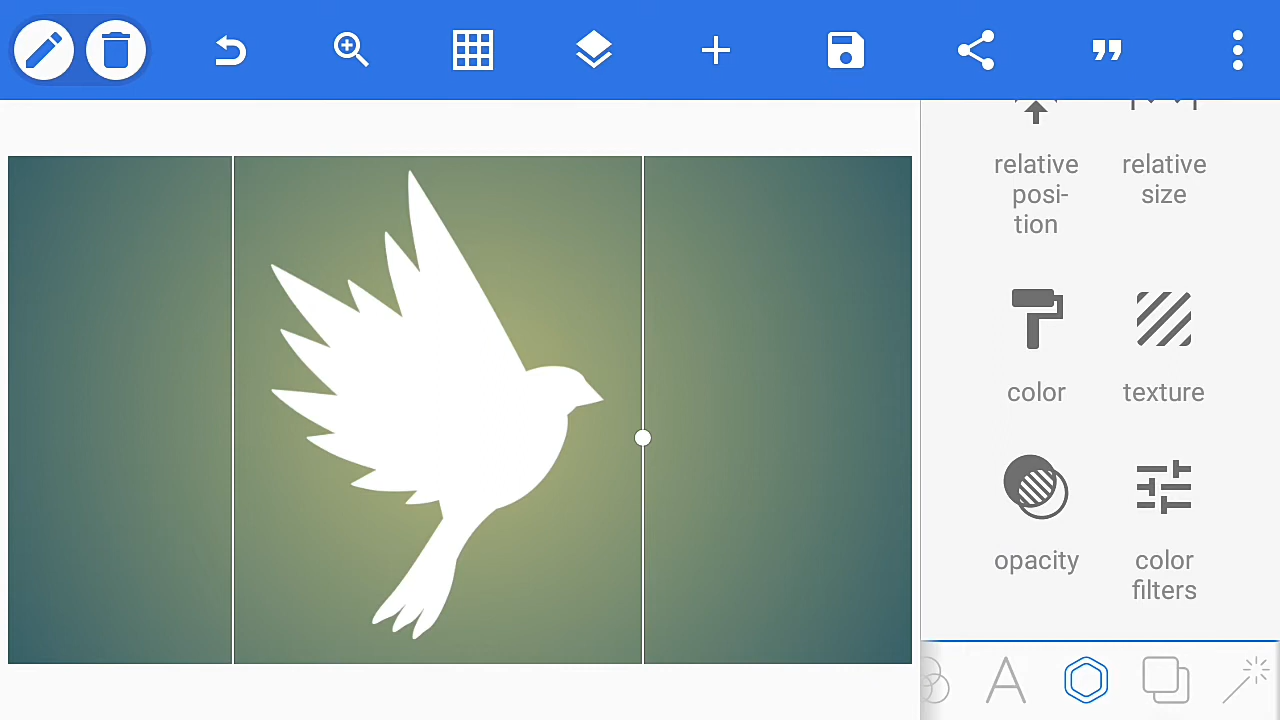 relative
posi-
tion
relative
size
color
texture
opacity
color
filters